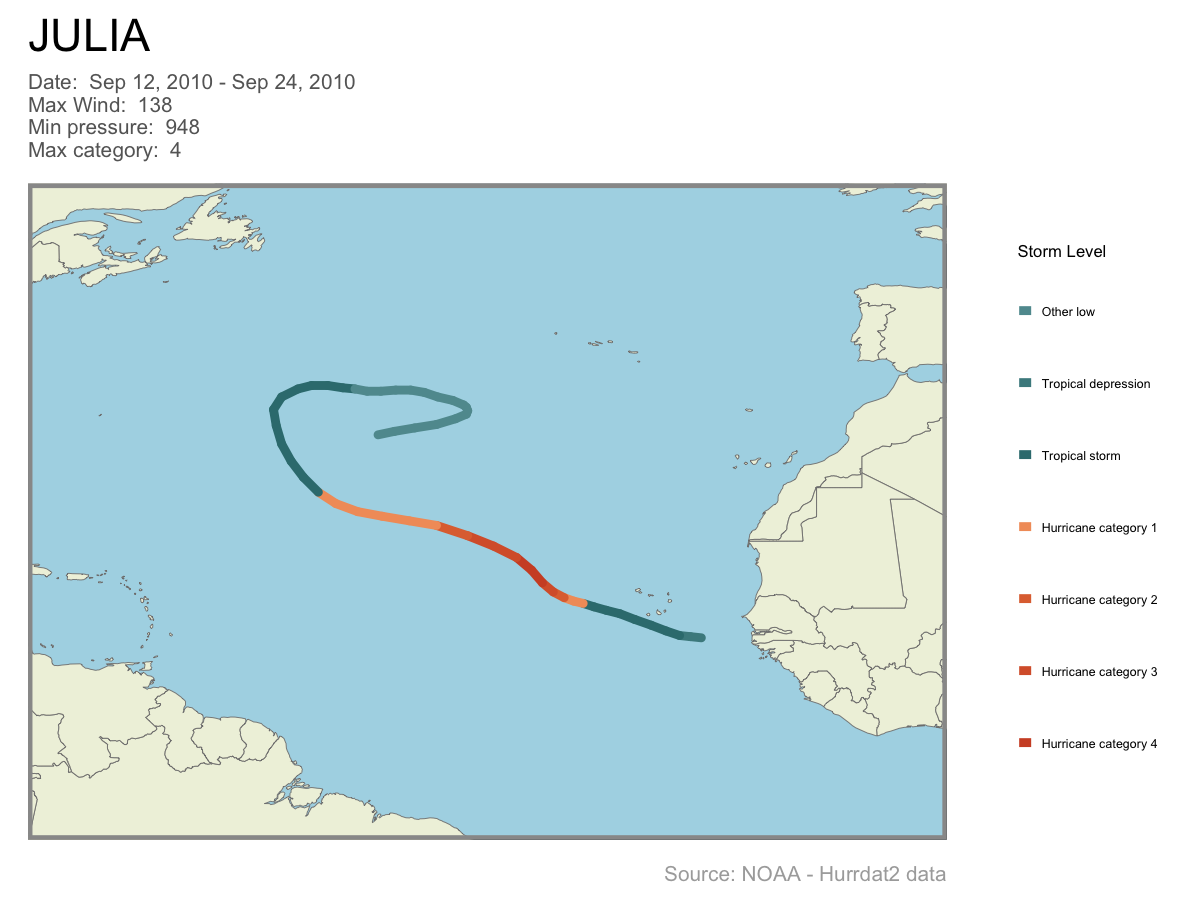 JULIA
Date:  Sep 12, 2010 - Sep 24, 2010
Max Wind:  138
Min pressure:  948
Max category:  4
Storm Level
Other low
Tropical depression
Tropical storm
Hurricane category 1
Hurricane category 2
Hurricane category 3
Hurricane category 4
Source: NOAA - Hurrdat2 data